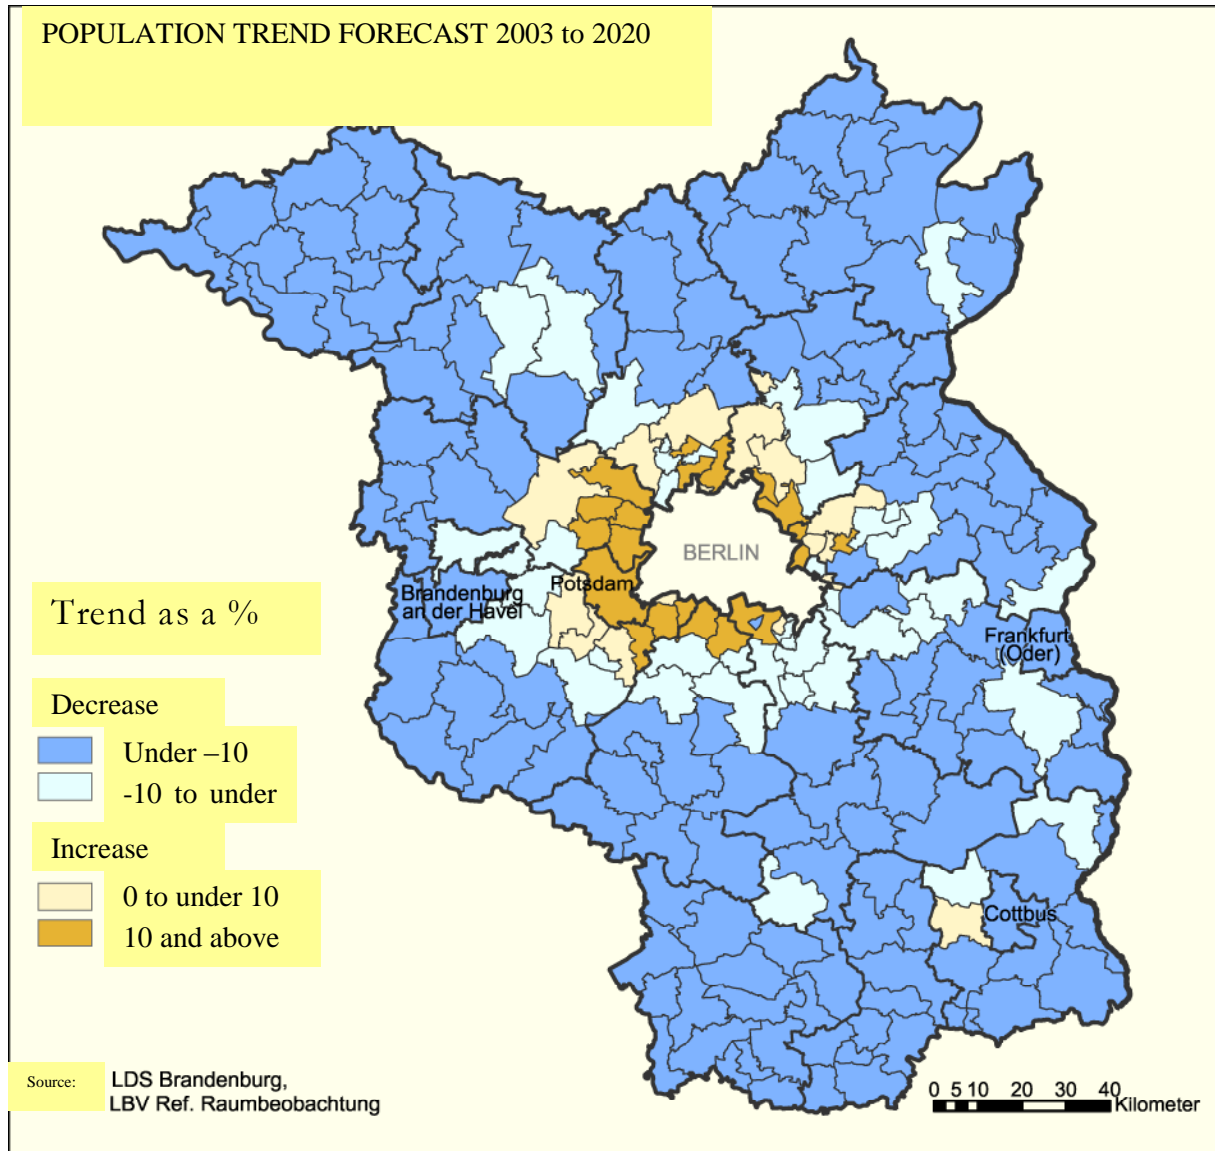 POPULATION TREND FORECAST 2003 to 2020
BERLIN
Potsdam
Brandenburg
an der Havel
Frankfurt
(Oder)
Cottbus
Trend as a %
Decrease
Under –10
-10 to under
Increase
0 to under 10
10 and above
Source: LDS Brandenburg,
LBV Ref. Raumbeobachtung
0 5 10 20 30 40
Kilometer